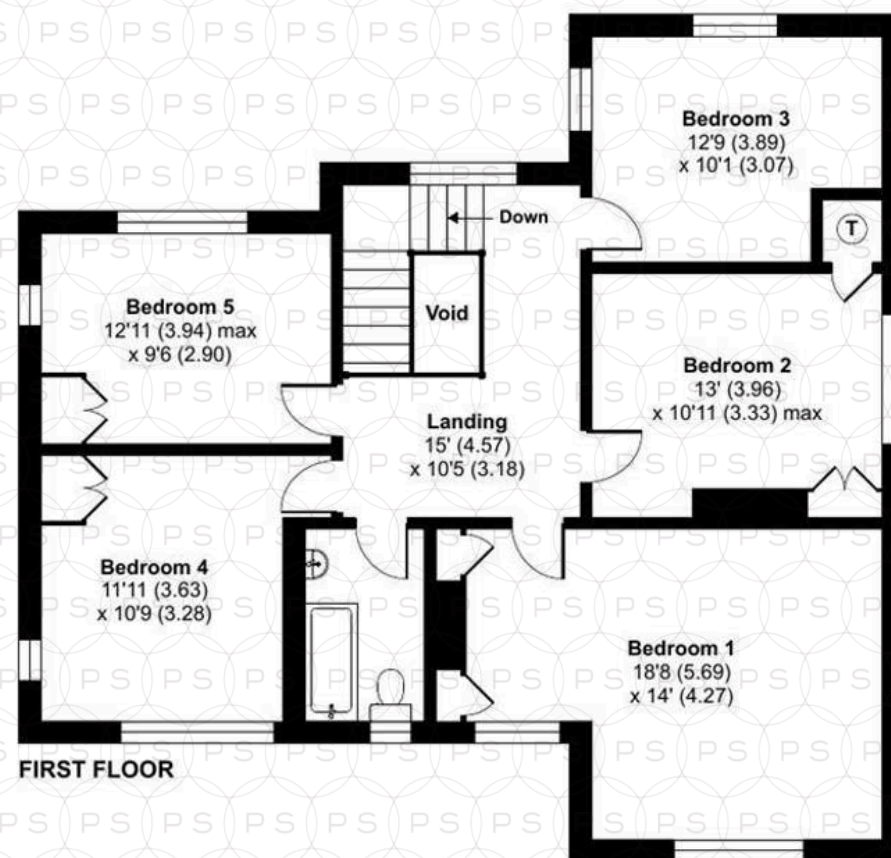 Bedroom 3
12'9 (3.89)
x 10'1 (3.07)
T
Down
Bedroom 5
12'11 (3.94) max
x 9'6 (2.90)
Void
Bedroom 2
13' (3.96)
x 10'11 (3.33) max
Landing
15' (4.57)
x 10'5 (3.18)
Bedroom 4
11'11 (3.63)
x 10'9 (3.28)
Bedroom 1
18'8 (5.69)
x 14' (4.27)
FIRST FLOOR